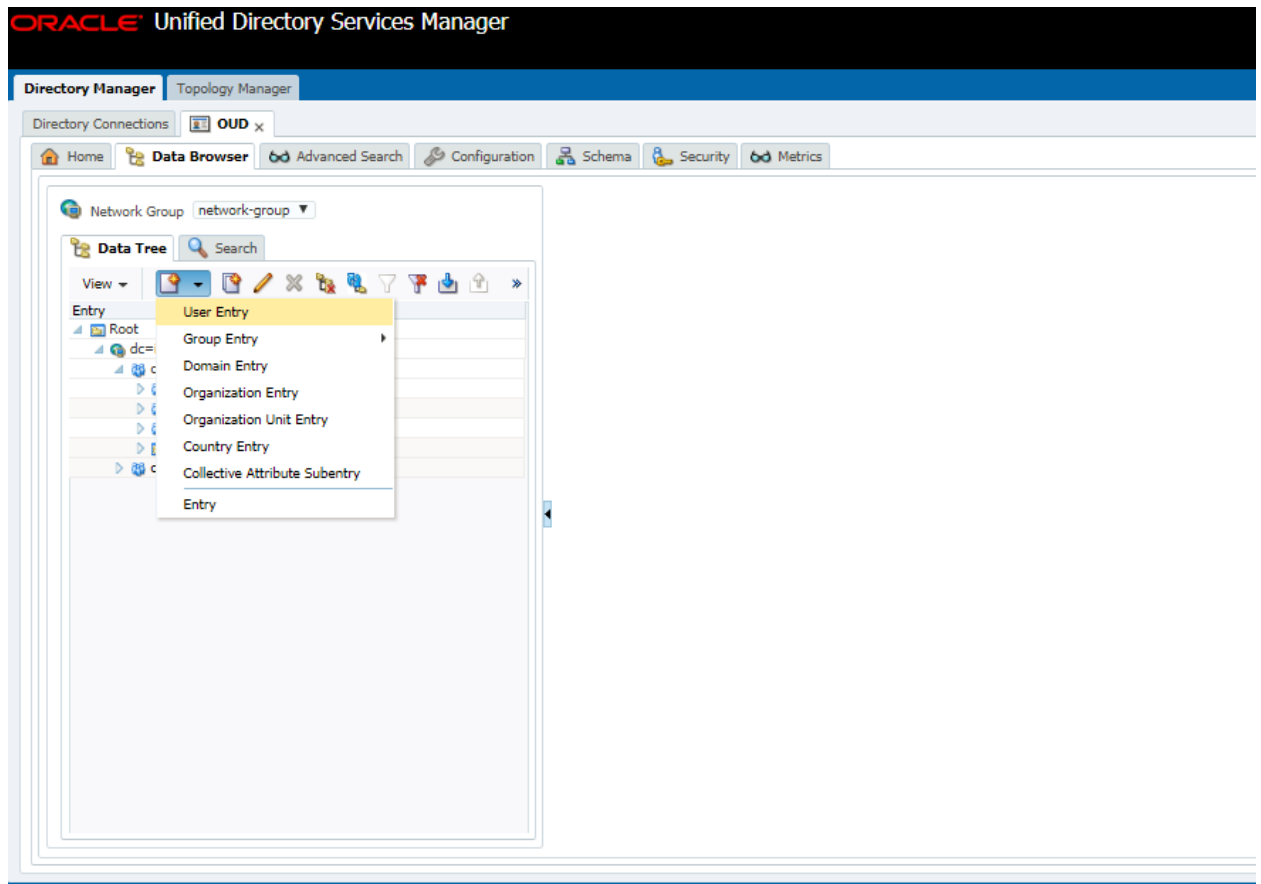 ORACLE Unified Directory Services Manager
Directory Manager Topology Manager
Directory Connections OUD x
Home Data Browser Advanced Search Configuration Schema Security Metrics
Network Group network-group
Data Tree Search
View »
Entry
Root
dc=
User Entry
Group Entry
Domain Entry
Organization Entry
Organization Unit Entry
Country Entry
Collective Attribute Subentry
Entry